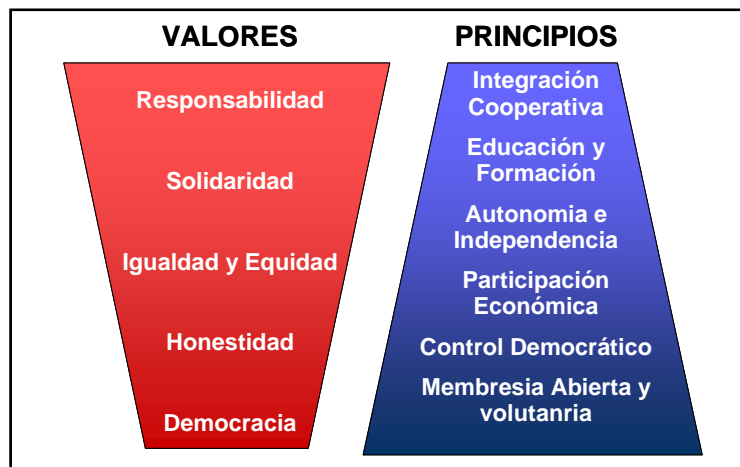 VALORES
Responsabilidad
Solidaridad
Igualdad y Equidad
Honestidad
Democracia
PRINCIPIOS
Integración
Cooperativa
Educación y
Formación
Autonomia e
Independencia
Participación
Económica
Control Democrático
Membresia Abierta y
volutanria